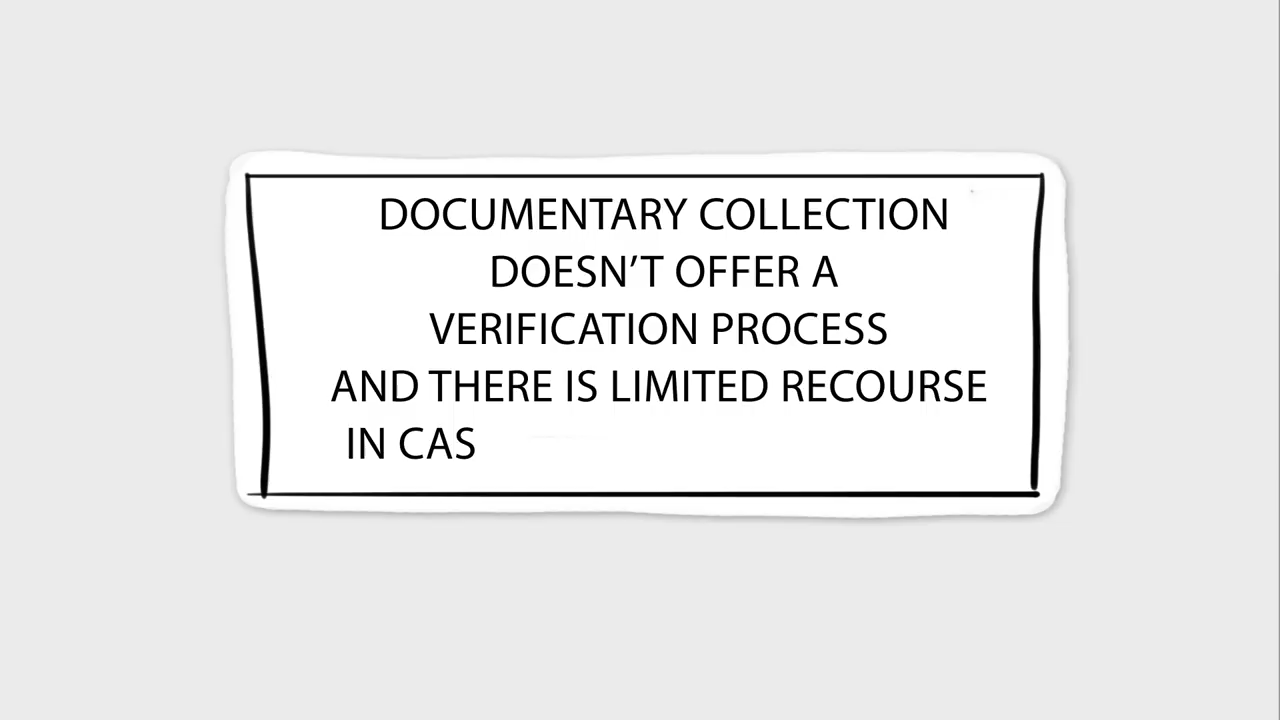 DOCUMENTARY COLLECTION
DOESN’T OFFER A
VERIFICATION PROCESS
AND THERE IS LIMITED RECOURSE
IN CAS